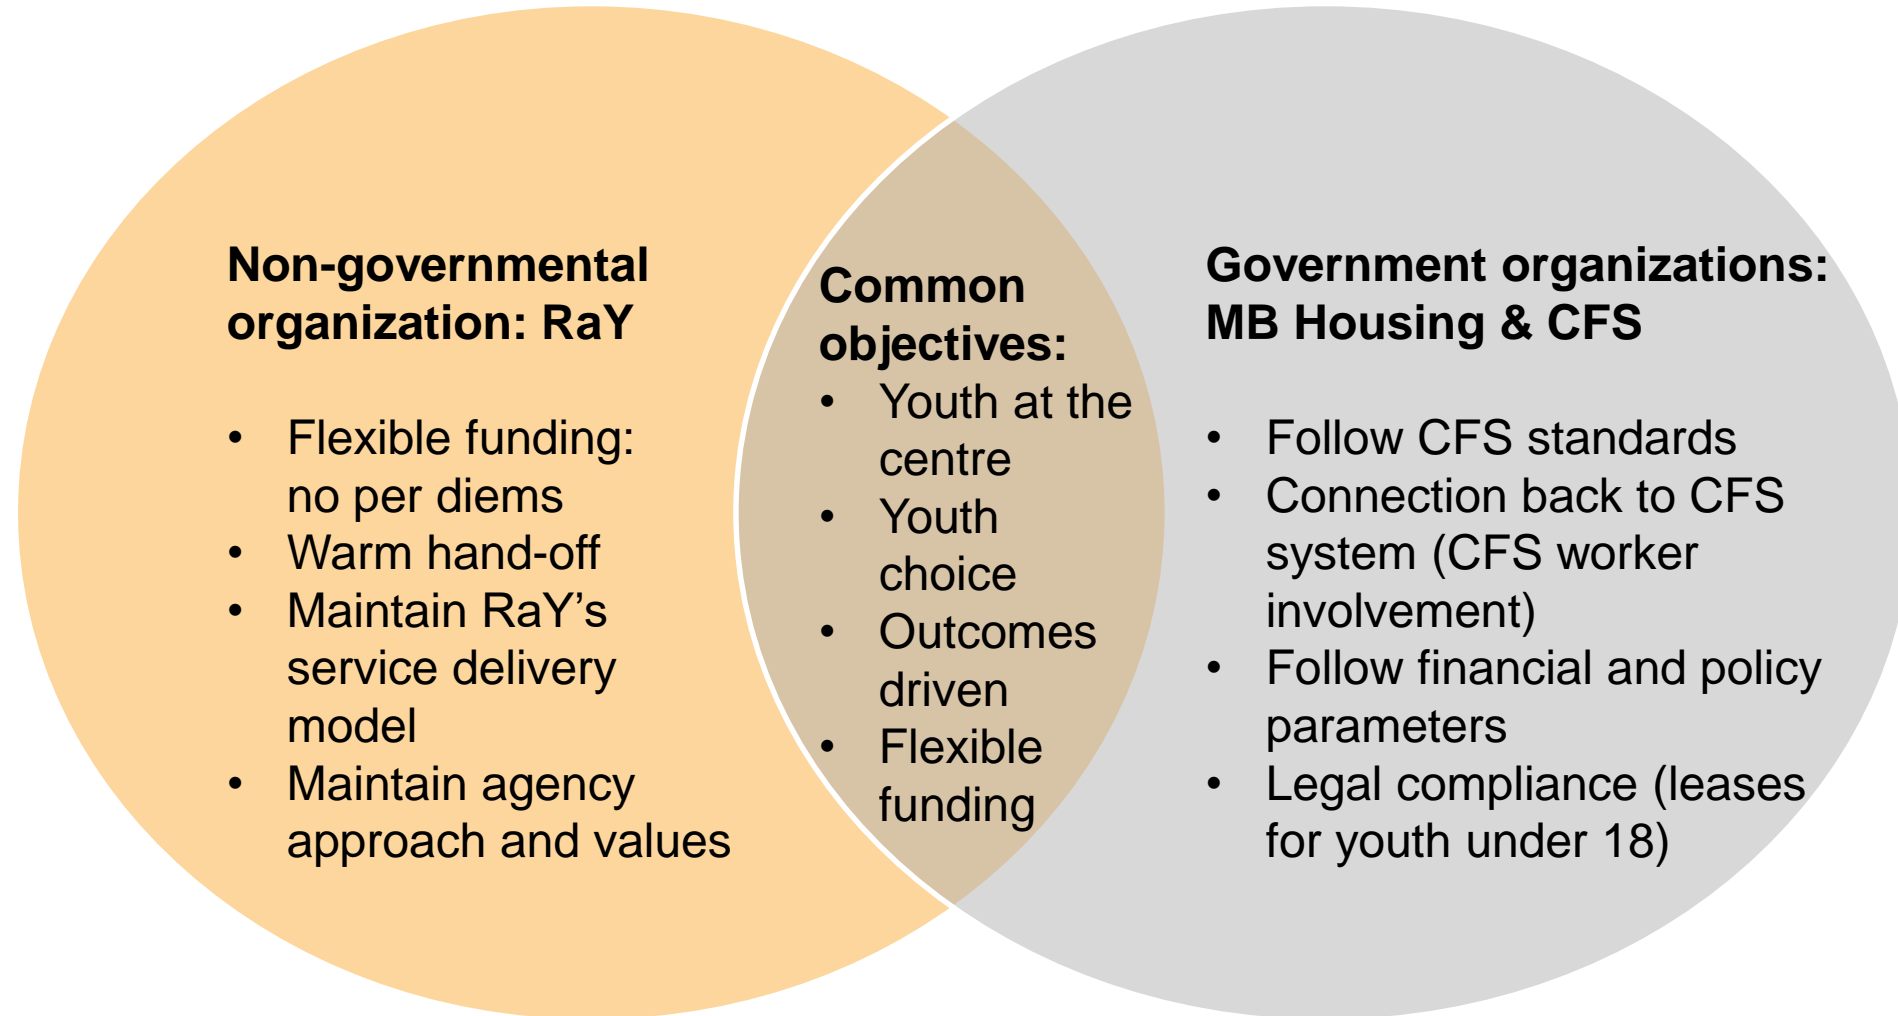 Non-governmental
organization: RaY
• Flexible funding:
no per diems
• Warm hand-off
• Maintain RaY’s
service delivery
model
• Maintain agency
approach and values
Common
objectives:
• Youth at the
centre
• Youth
choice
• Outcomes
driven
• Flexible
funding
Government organizations:
MB Housing & CFS
• Follow CFS standards
• Connection back to CFS
system (CFS worker
involvement)
• Follow financial and policy
parameters
• Legal compliance (leases
for youth under 18)